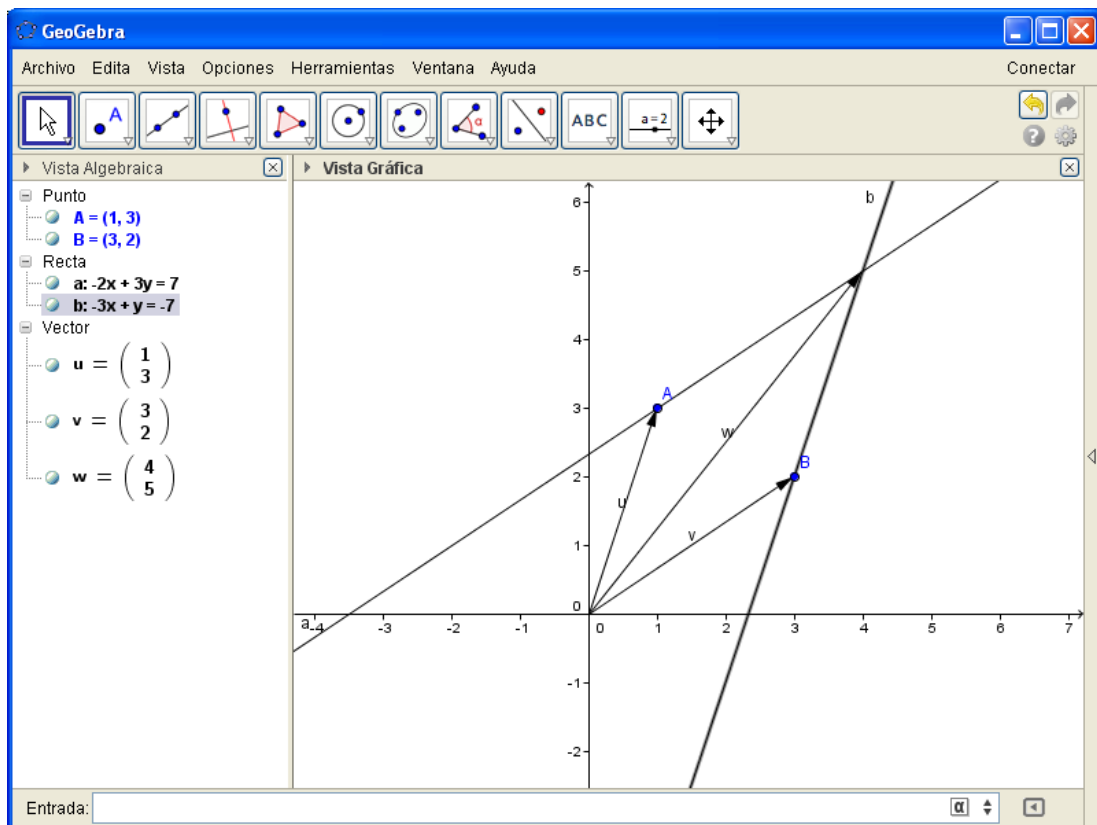 GeoGebra
Archivo Edita Vista Opciones Herramientas Ventana Ayuda Conectar
A α ABC a=2
Vista Algebraica
Vista Gráfica
Punto
A = (1, 3)
B = (3, 2)
Recta
a: -2x + 3y = 7
b: -3x + y = -7
Vector
u = ( 1
3 )
v = ( 3
2 )
w = ( 4
5 )
b
6
5
4
3
A
w
B
2
u
v
1
0
a
-4 -3 -2 -1 0 1 2 3 4 5 6 7
-1
-2
Entrada: α